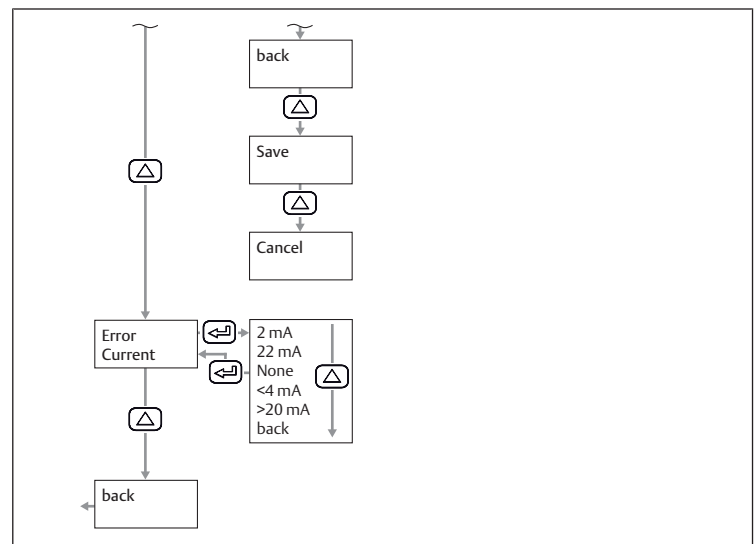 back
Save
Cancel
Error
Current
2 mA
22 mA
None
<4 mA
>20 mA
back
back